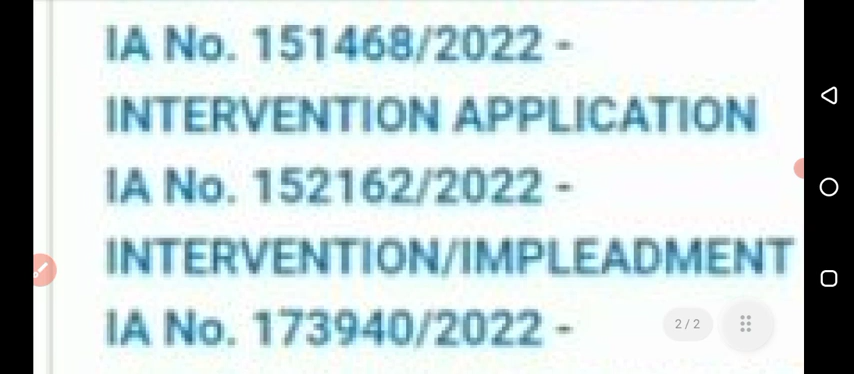 IA No. 151468/2022 -
INTERVENTION APPLICATION
IA No. 152162/2022 -
INTERVENTION/IMPLEADMENT
IA No. 173940/2022 -
2/2